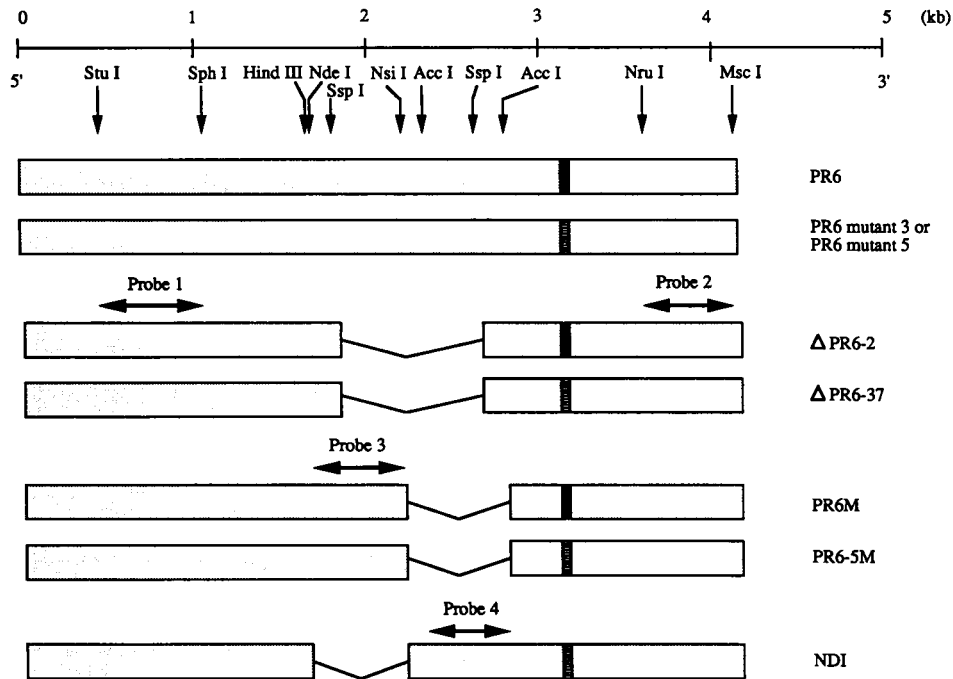 0 1 2 3 4 5 (kb)
5' 3'
Stu I Sph I Hind III Nde I Nsi I Acc I Ssp I Acc I Nru I Msc I
Ssp I
PR6
PR6 mutant 3 or
PR6 mutant 5
Probe 1 Probe 2
Δ PR6-2
Δ PR6-37
Probe 3
PR6M
PR6-5M
Probe 4
NDI